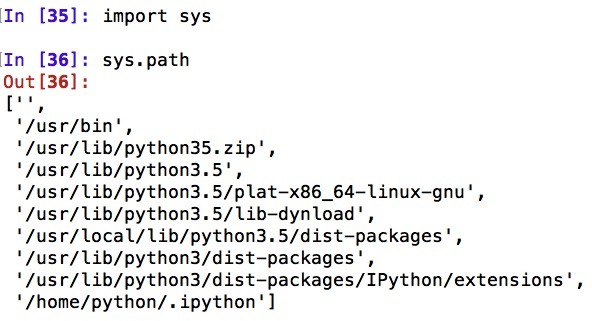 In [35]: import sys
In [36]: sys.path
Out[36]:
['',
 '/usr/bin',
 '/usr/lib/python35.zip',
 '/usr/lib/python3.5',
 '/usr/lib/python3.5/plat-x86_64-linux-gnu',
 '/usr/lib/python3.5/lib-dynload',
 '/usr/local/lib/python3.5/dist-packages',
 '/usr/lib/python3/dist-packages',
 '/usr/lib/python3/dist-packages/IPython/extensions',
 '/home/python/.ipython']